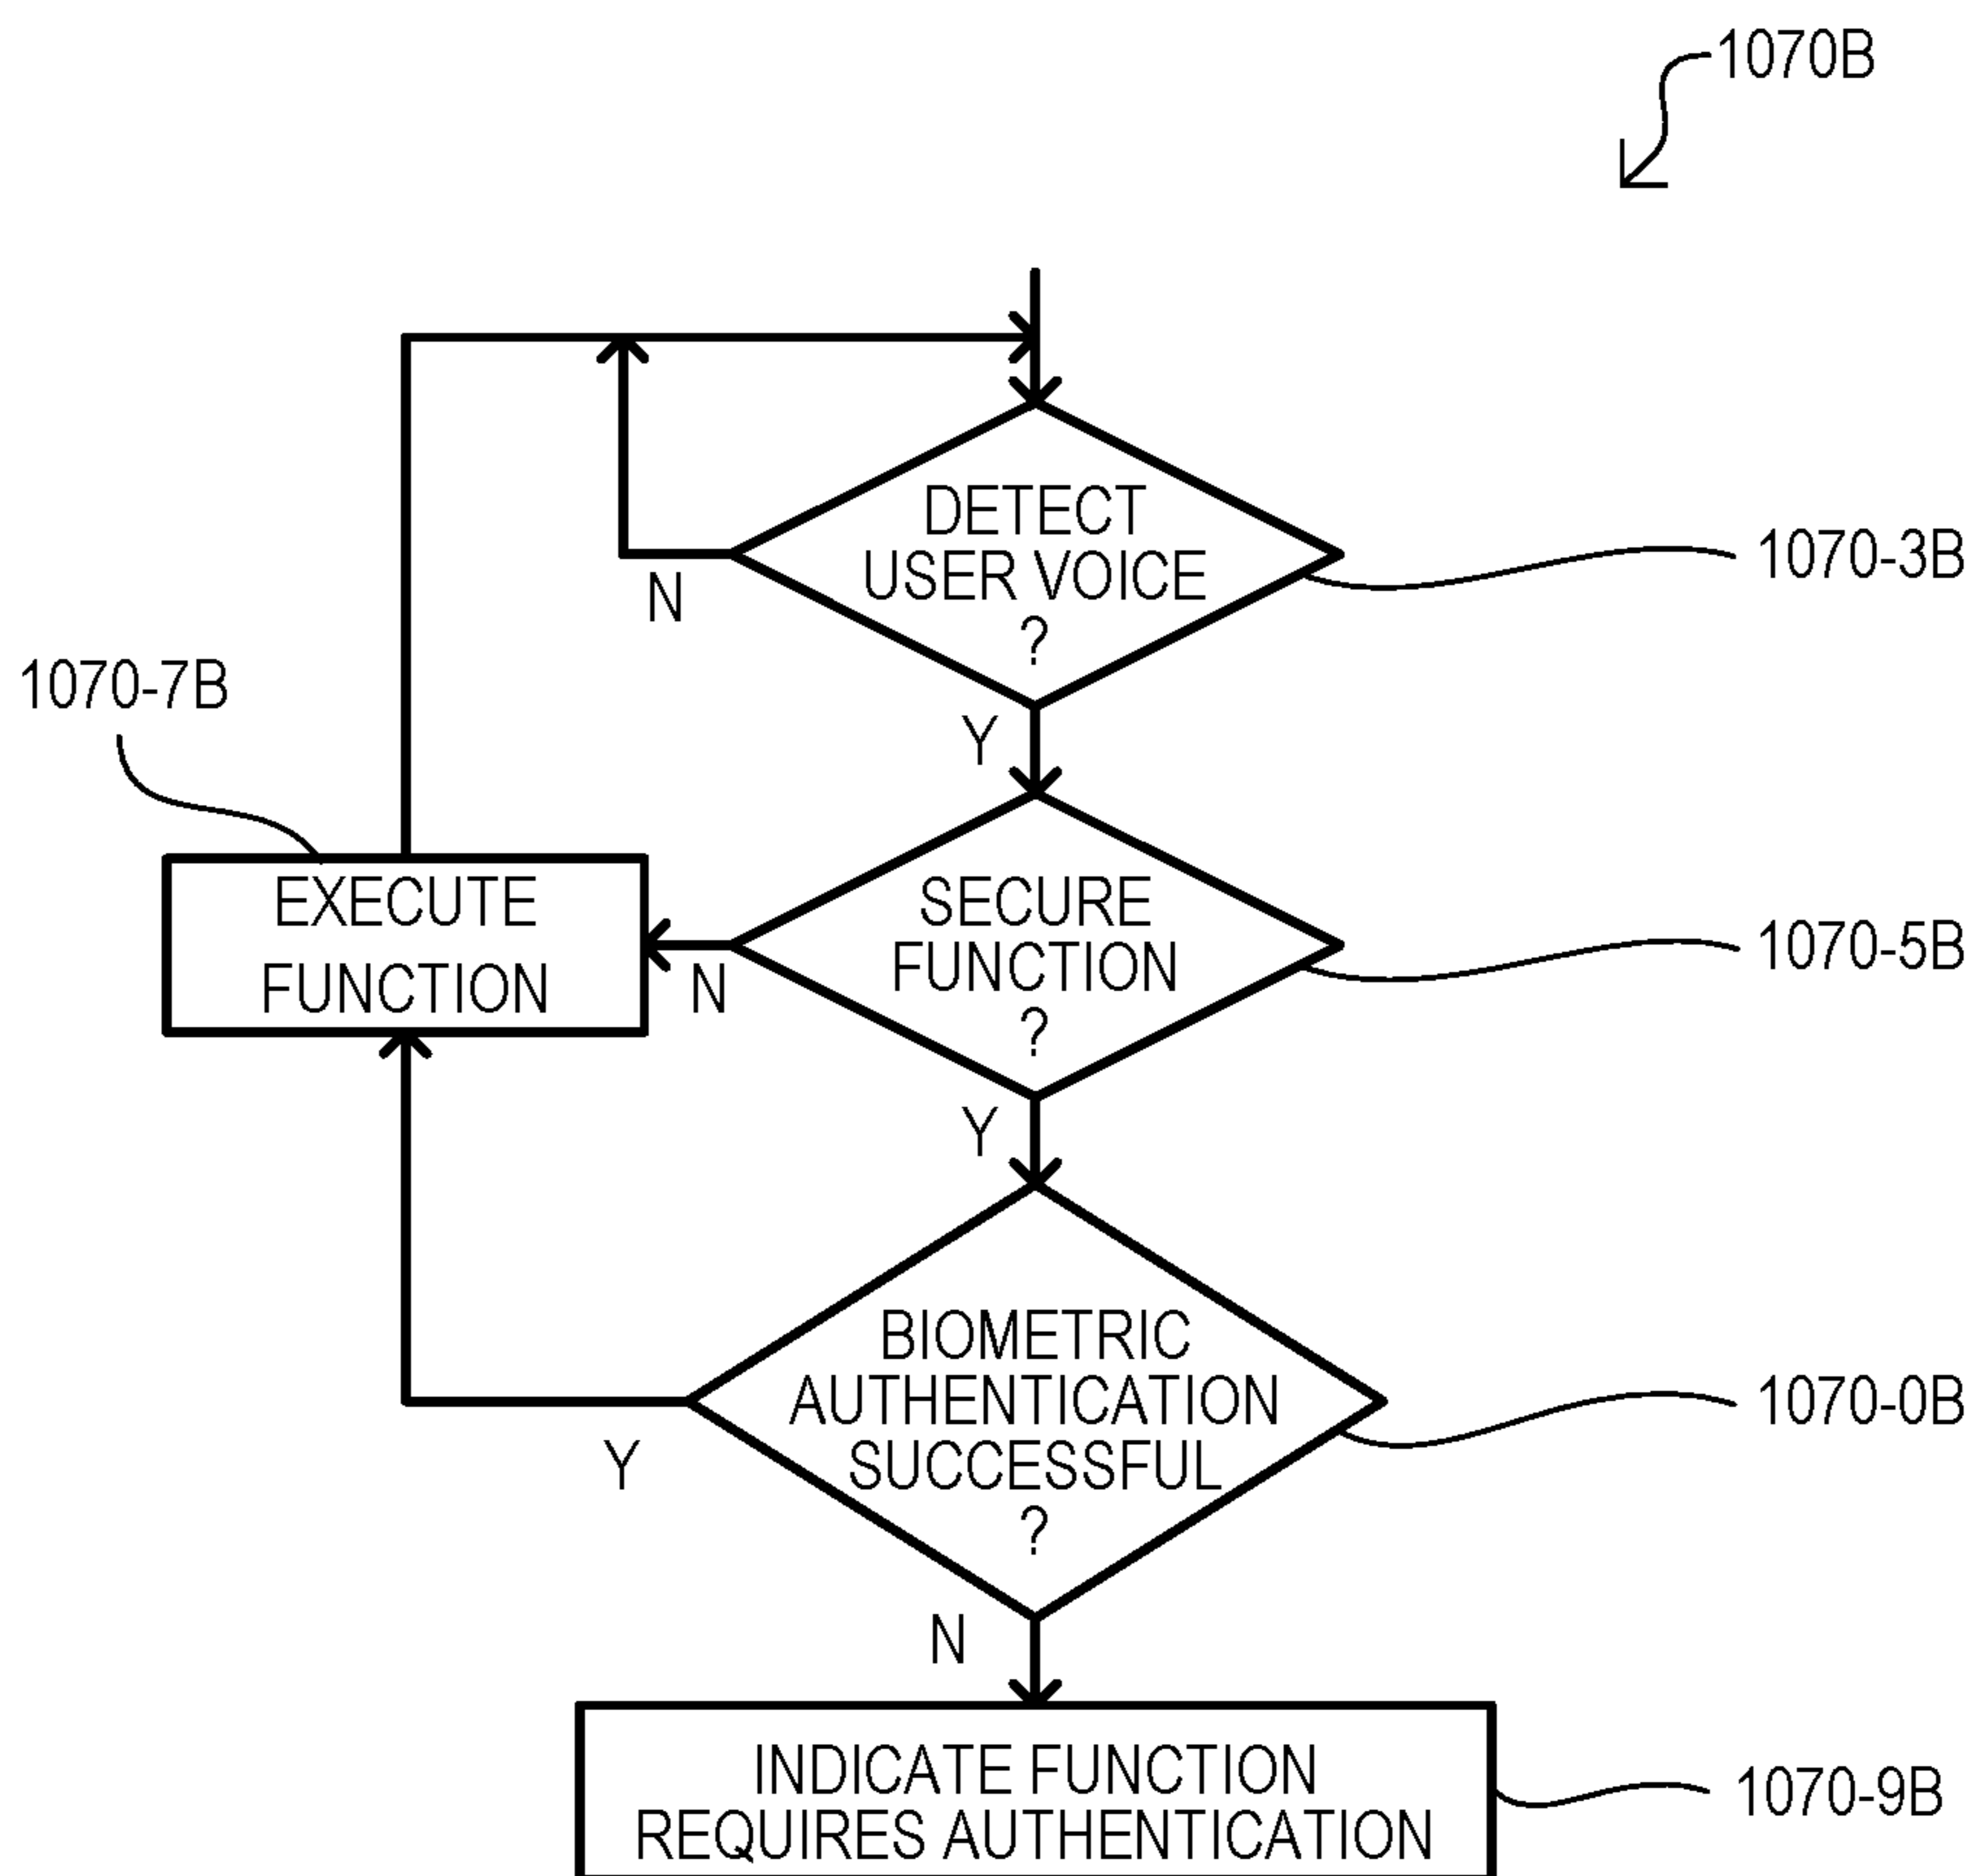 1070B
DETECT
USER VOICE
?
1070-3B
N
1070-7B
Y
EXECUTE
FUNCTION
N
SECURE
FUNCTION
?
1070-5B
Y
BIOMETRIC
AUTHENTICATION
SUCCESSFUL
?
1070-0B
Y
N
INDICATE FUNCTION
REQUIRES AUTHENTICATION
1070-9B